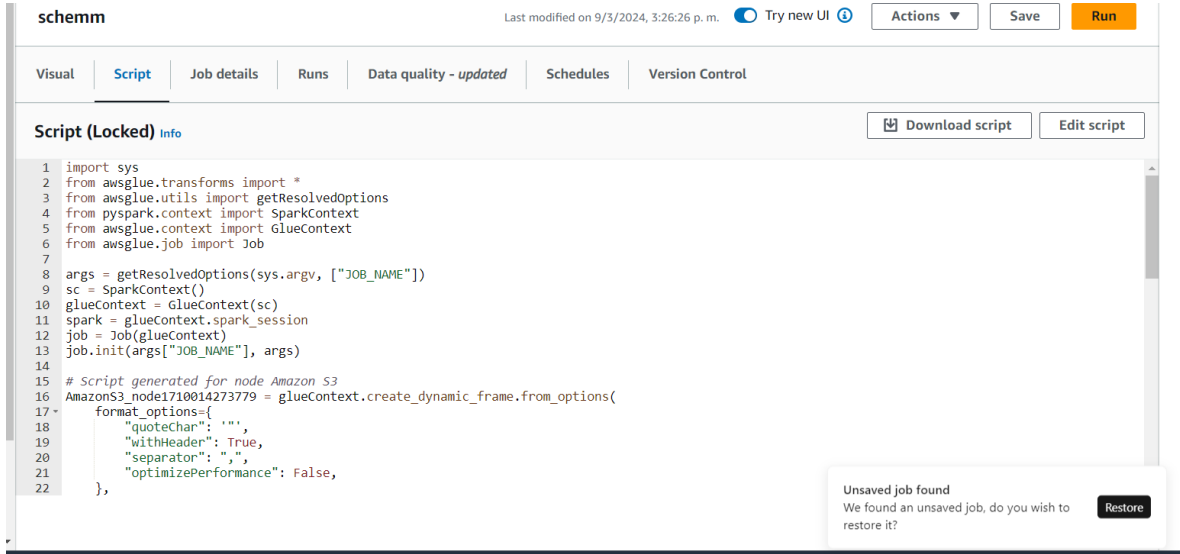 schemm
Last modified on 9/3/2024, 3:26:26 p. m.
Try new UI
Actions
Save
Run
Visual
Script
Job details
Runs
Data quality - updated
Schedules
Version Control
Script (Locked) Info
Download script
Edit script
1 import sys
2 from awsglue.transforms import *
3 from awsglue.utils import getResolvedOptions
4 from pyspark.context import SparkContext
5 from awsglue.context import GlueContext
6 from awsglue.job import Job
7
8 args = getResolvedOptions(sys.argv, ["JOB_NAME"])
9 sc = SparkContext()
10 glueContext = GlueContext(sc)
11 spark = glueContext.spark_session
12 job = Job(glueContext)
13 job.init(args["JOB_NAME"], args)
14
15 # Script generated for node Amazon S3
16 AmazonS3_node1710014273779 = glueContext.create_dynamic_frame.from_options(
17     format_options={
18         "quoteChar": '"',
19         "withHeader": True,
20         "separator": ",",
21         "optimizePerformance": False,
22     },
Unsaved job found
We found an unsaved job, do you wish to
restore it?
Restore